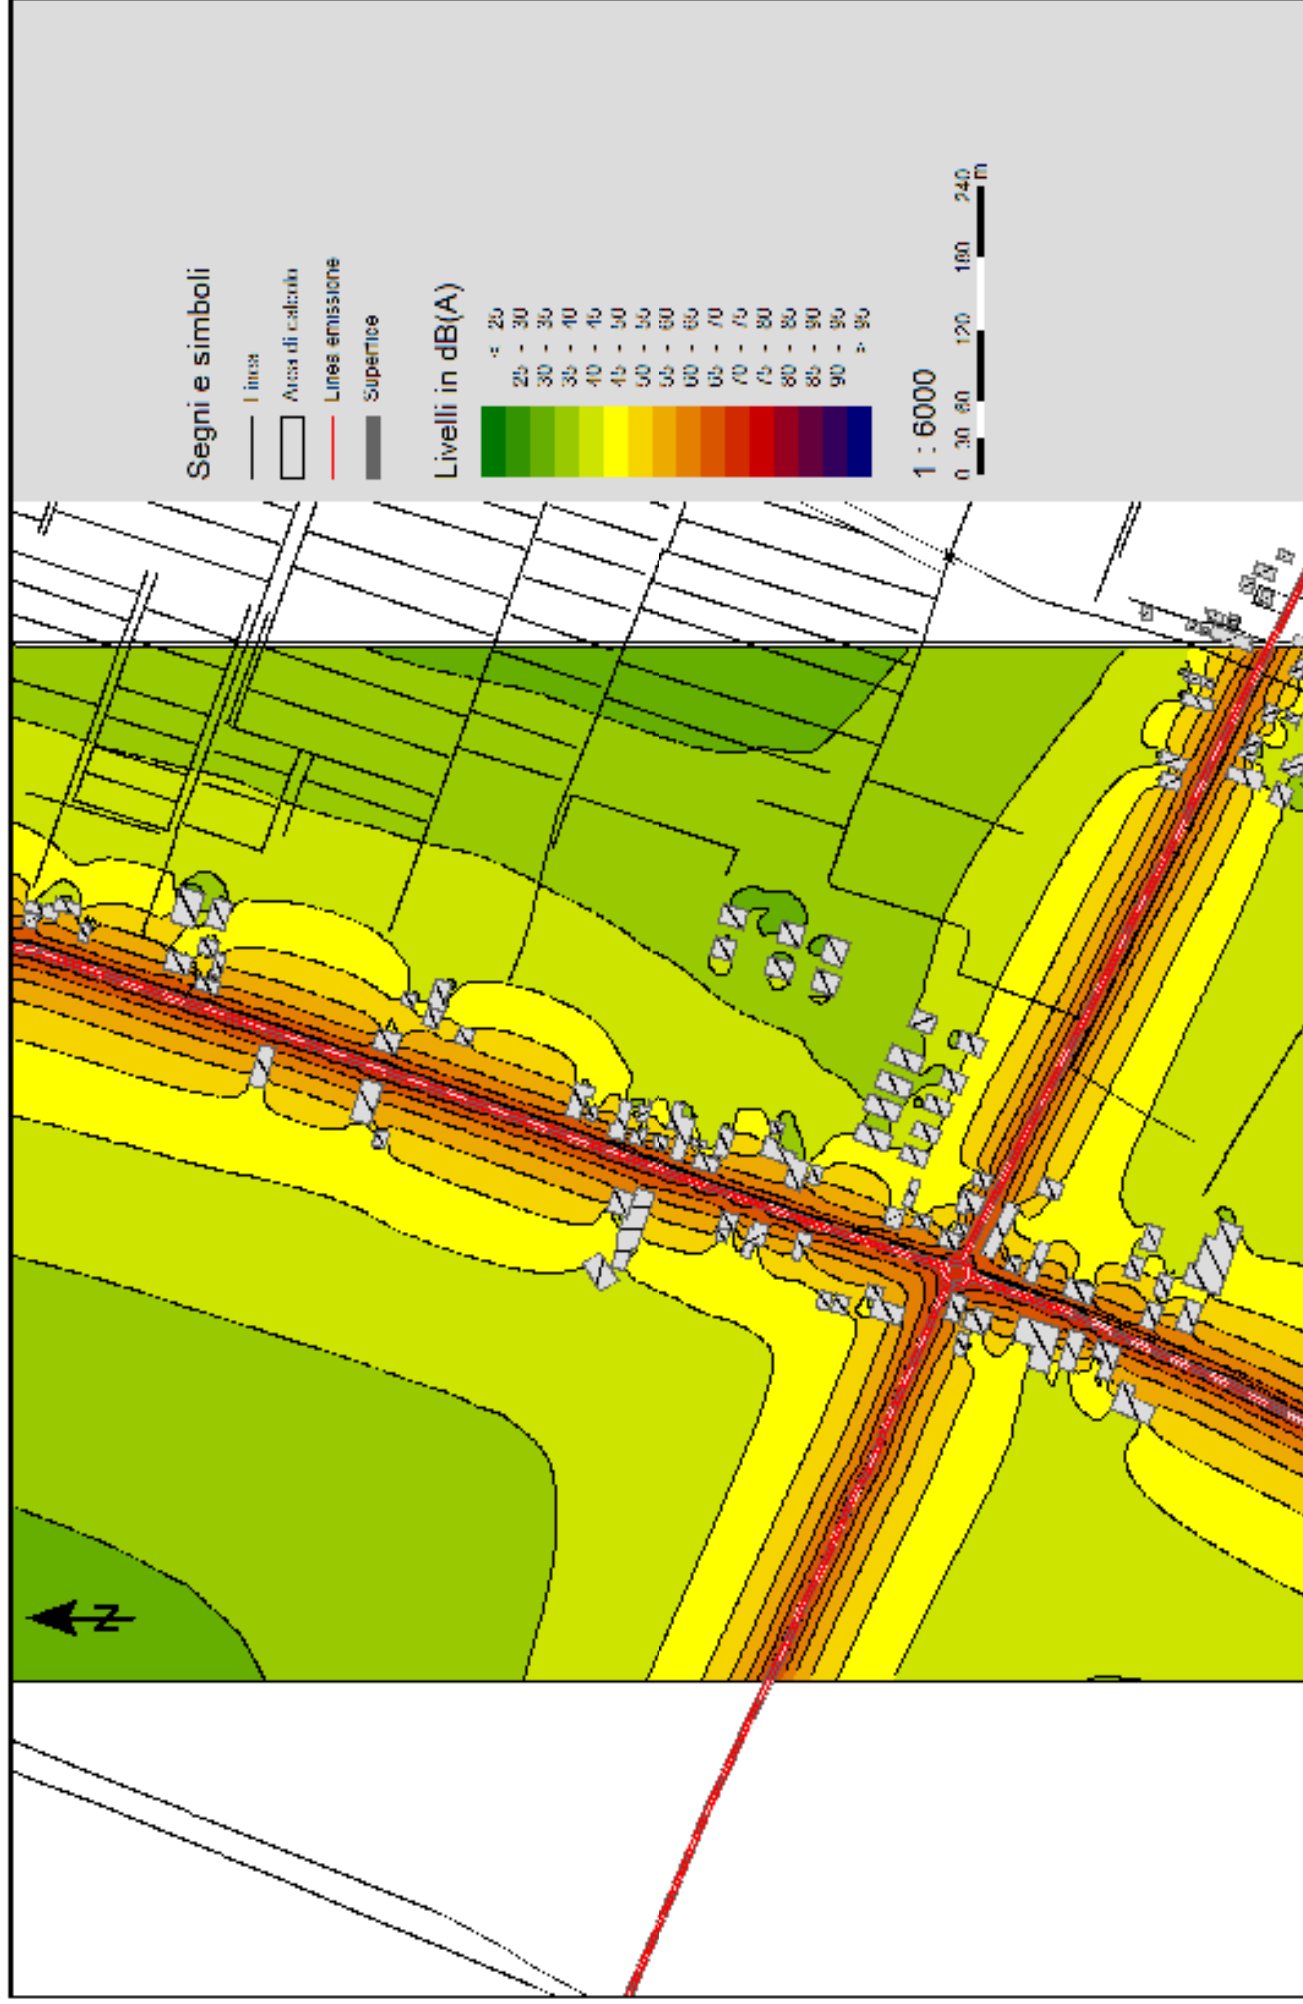 Segni e simboli
Linea
Area di calcolo
Linea emissione
Superfice
Livelli in dB(A)
< 25
25 - 30
30 - 35
35 - 40
40 - 45
45 - 50
50 - 55
55 - 60
60 - 65
65 - 70
70 - 75
75 - 80
80 - 85
85 - 90
90 - 95
> 95
1 : 6000
0 30 60 120 180 240
m
N